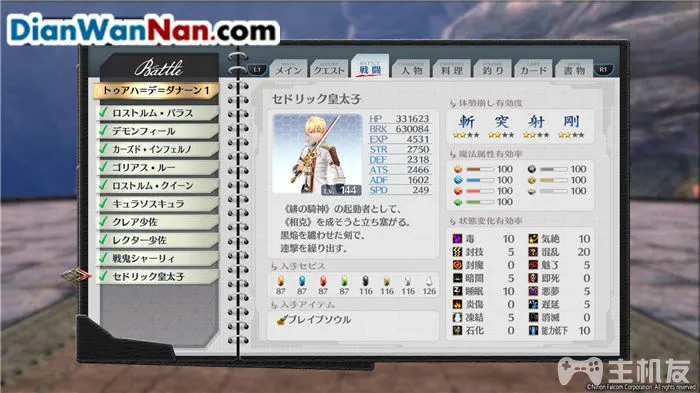 DianWanNan.com
Battle
L1
メイン
クエスト
BATTLE
戦闘
人物
料理
釣り
カード
書物
R1
トゥアハ=デ=ダナーン 1
ロストルム・パラス
デモンフィール
カーズド・インフェルノ
ゴリアス・ルー
ロストルム・クイーン
キュラソスキュラ
クレア少佐
レクター少佐
戦鬼シャーリィ
セドリック皇太子
セドリック皇太子
Lv. 144
HP 331623
BRK 630084
EXP 4531
STR 2750
DEF 2318
ATS 2466
ADF 1602
SPD 249
《緋の騎神》の起動者として、
《相克》を成そうと立ち塞がる。
黒焔を纏わせた剣で、
連撃を繰り出す。
入手セピス
87 87 87 87 116 116 116 126
入手アイテム
ブレイブソウル
体勢崩し有効度
斬 突 射 剛
魔法属性有効率
100 100
100 100
100 100
100
状態変化有効率
毒 10 気絶 10
封技 5 混乱 20
封魔 5 魅了 5
暗闇 5 即死 0
睡眠 10 悪夢 5
炎傷 0 遅延 5
凍結 5 消滅 0
石化 0 能力低下 10
主机友
©Nihon Falcom Corporation. All rights reserved.